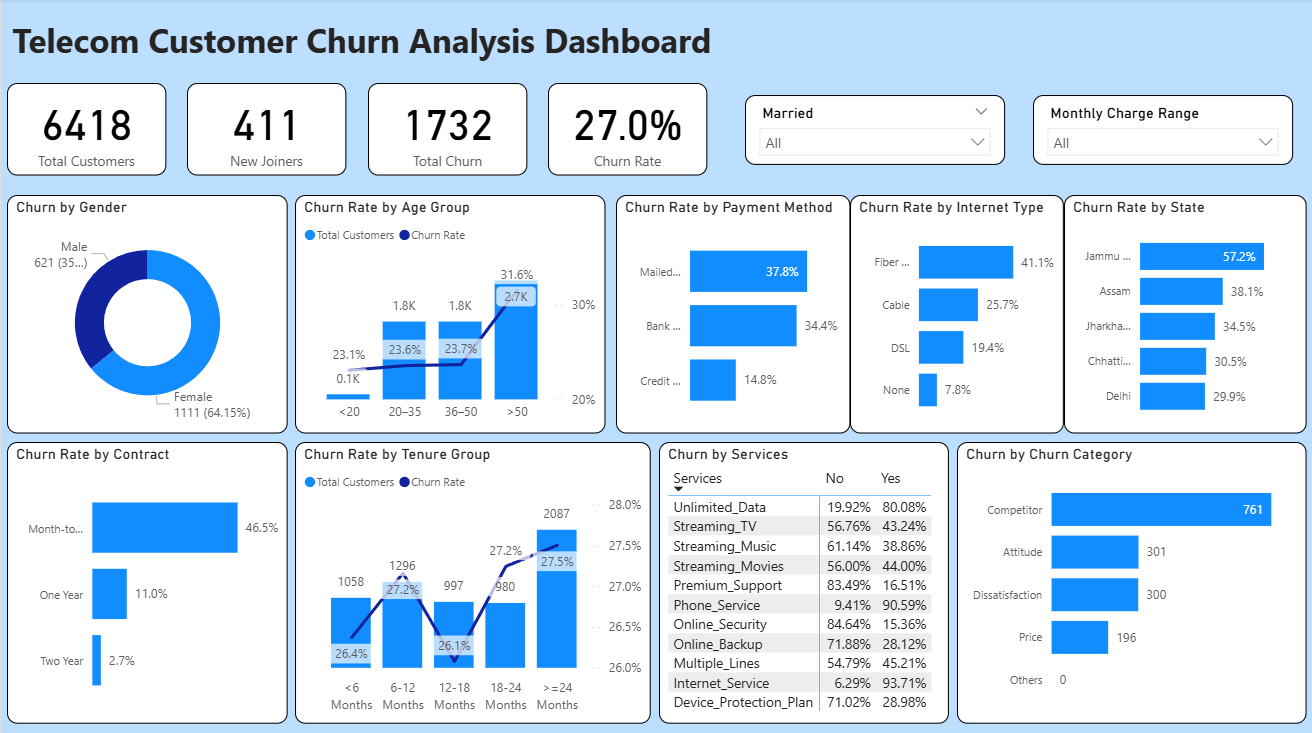 Telecom Customer Churn Analysis Dashboard
6418
Total Customers
411
New Joiners
1732
Total Churn
27.0%
Churn Rate
Married
All
Monthly Charge Range
All
Churn by Gender
Male
621 (35...)
Female
1111 (64.15%)
Churn Rate by Age Group
Total Customers Churn Rate
31.6%
2.7K
1.8K 1.8K
30%
23.1% 23.6% 23.7%
0.1K
20%
<20 20–35 36–50 >50
Churn Rate by Payment Method
Mailed... 37.8%
Bank ... 34.4%
Credit ... 14.8%
Churn Rate by Internet Type
Fiber ... 41.1%
Cable 25.7%
DSL 19.4%
None 7.8%
Churn Rate by State
Jammu ... 57.2%
Assam 38.1%
Jharkha... 34.5%
Chhatti... 30.5%
Delhi 29.9%
Churn Rate by Contract
Month-to... 46.5%
One Year 11.0%
Two Year 2.7%
Churn Rate by Tenure Group
Total Customers Churn Rate
28.0%
2087
27.5%
27.2%
27.5%
1058 1296 997 980
27.2%
27.0%
26.5%
26.4% 26.1%
26.0%
<6 6-12 12-18 18-24 >=24
Months Months Months Months Months
Churn by Services
Services No Yes
Unlimited_Data 19.92% 80.08%
Streaming_TV 56.76% 43.24%
Streaming_Music 61.14% 38.86%
Streaming_Movies 56.00% 44.00%
Premium_Support 83.49% 16.51%
Phone_Service 9.41% 90.59%
Online_Security 84.64% 15.36%
Online_Backup 71.88% 28.12%
Multiple_Lines 54.79% 45.21%
Internet_Service 6.29% 93.71%
Device_Protection_Plan 71.02% 28.98%
Churn by Churn Category
Competitor 761
Attitude 301
Dissatisfaction 300
Price 196
Others 0